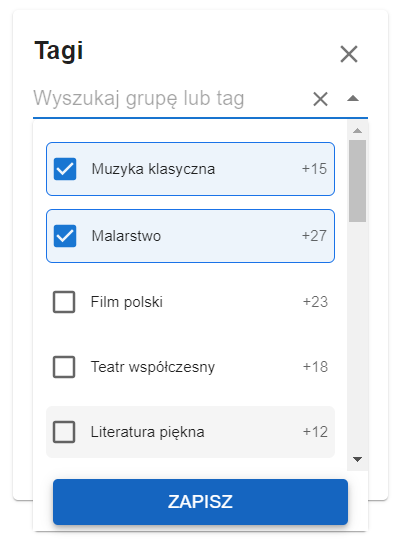 Tagi
Wyszukaj grupę lub tag
Muzyka klasyczna +15
Malarstwo +27
Film polski +23
Teatr współczesny +18
Literatura piękna +12
ZAPISZ